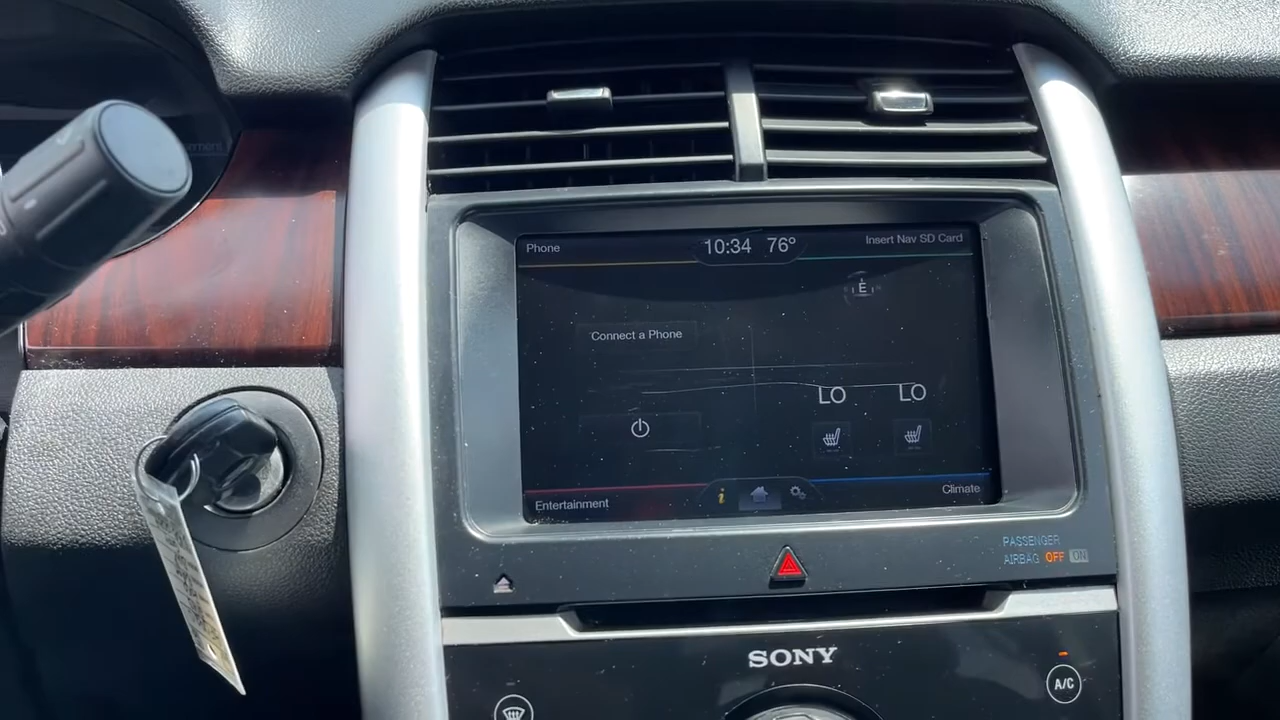 Phone
10:34 76°
Insert Nav SD Card
E
Connect a Phone
LO LO
i
Entertainment
Climate
PASSENGER
AIRBAG OFF ON
SONY
A/C